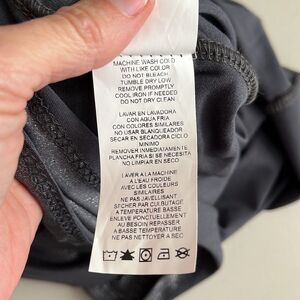 MACHINE WASH COLD
WITH LIKE COLOR
DO NOT BLEACH
TUMBLE DRY LOW
REMOVE PROMPTLY
COOL IRON IF NEEDED
DO NOT DRY CLEAN
LAVAR EN LAVADORA
CON AQUA FRIA
CON COLORES SIMILARES
NO USAR BLANQUEADOR
SECAR EN SECADORA CICLO
MINIMO
REMOVER INMEDIATAMENTE
PLANCHA FRIA SI SE NECESITA
NO LIMPIAR EN SECO
LAVER A LA MACHINE
A L'EAU FROIDE
AVEC LES COULEURS
SIMILAIRES
NE PAS JAVELLISANT
SECHER PAR CULBUTAGE
A TEMPERATURE BASSE
ENLEVE PONCTUELLEMENT
AU BESOIN REPASSER
A BASSE TEMPERATURE
NE PAS NETTOYER A SEC